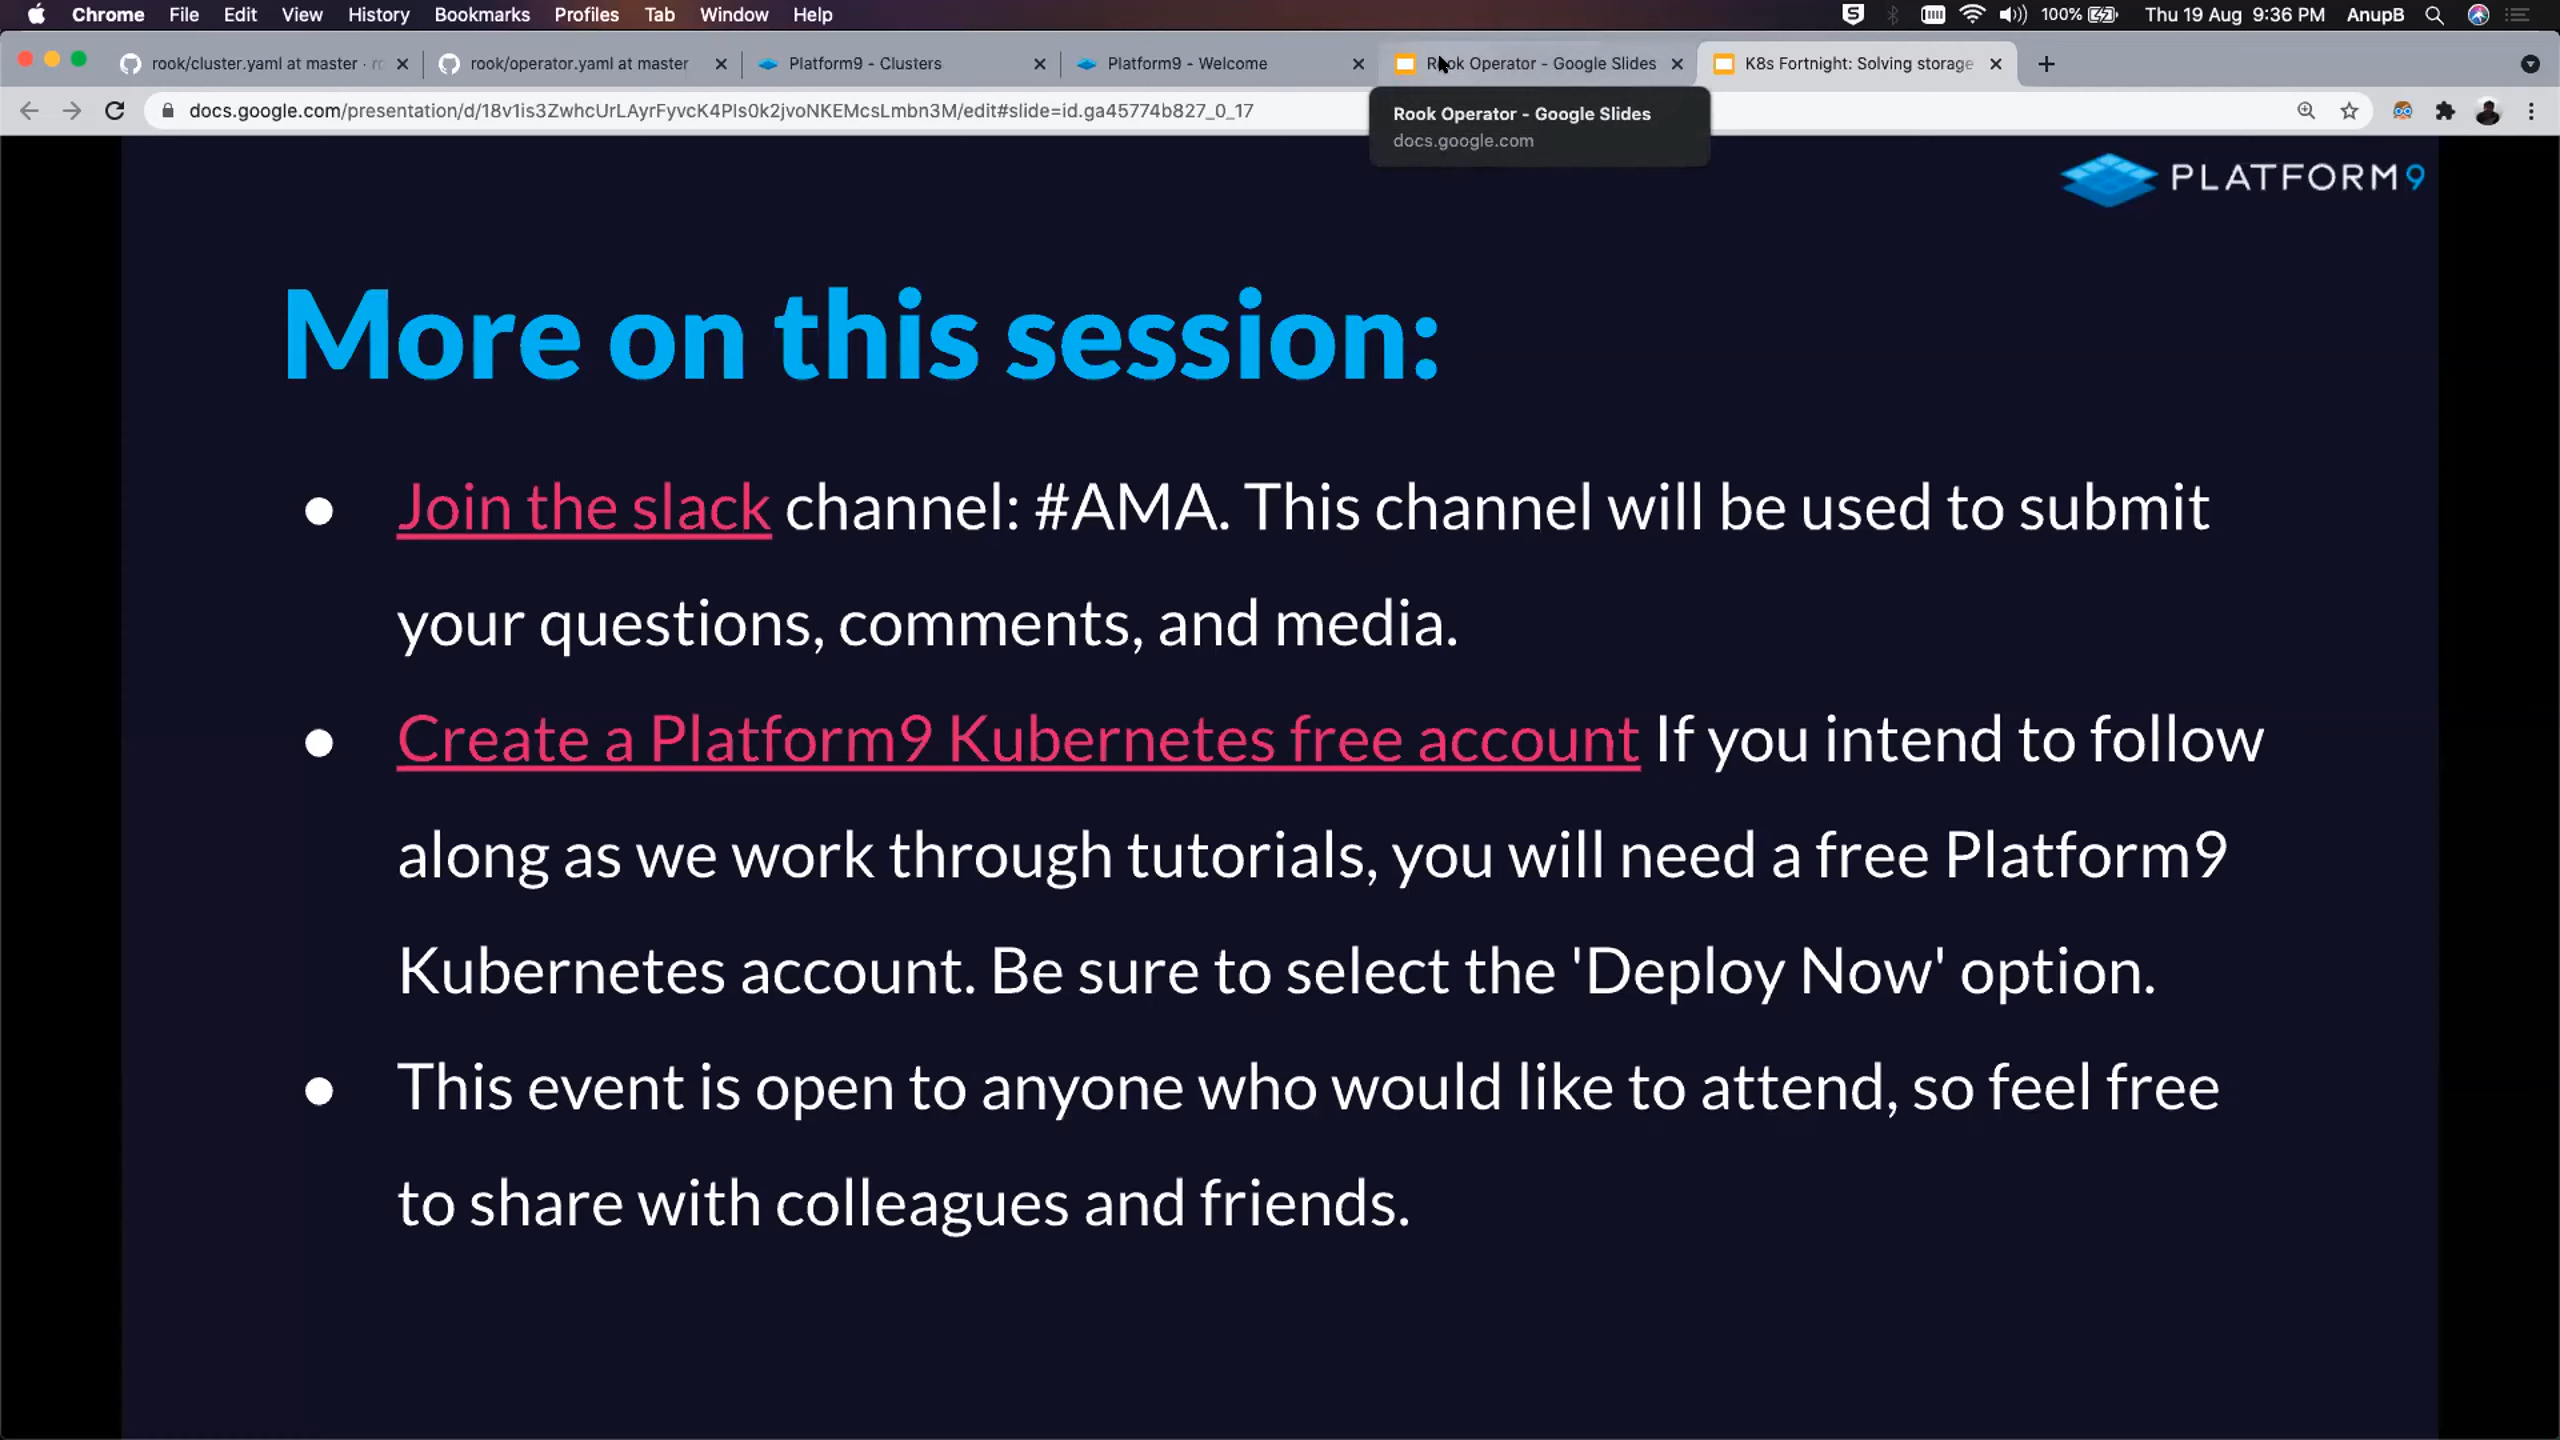 Chrome File Edit View History Bookmarks Profiles Tab Window Help 100% Thu 19 Aug 9:36 PM AnupB
rook/cluster.yaml at master · ro
rook/operator.yaml at master
Platform9 - Clusters
Platform9 - Welcome
Rook Operator - Google Slides
K8s Fortnight: Solving storage
docs.google.com/presentation/d/18v1is3ZwhcUrLAyrFyvcK4Pls0k2jvoNKEMcsLmbn3M/edit#slide=id.ga45774b827_0_17
Rook Operator - Google Slides
docs.google.com
PLATFORM9
More on this session:
● Join the slack channel: #AMA. This channel will be used to submit
your questions, comments, and media.
● Create a Platform9 Kubernetes free account If you intend to follow
along as we work through tutorials, you will need a free Platform9
Kubernetes account. Be sure to select the 'Deploy Now' option.
● This event is open to anyone who would like to attend, so feel free
to share with colleagues and friends.